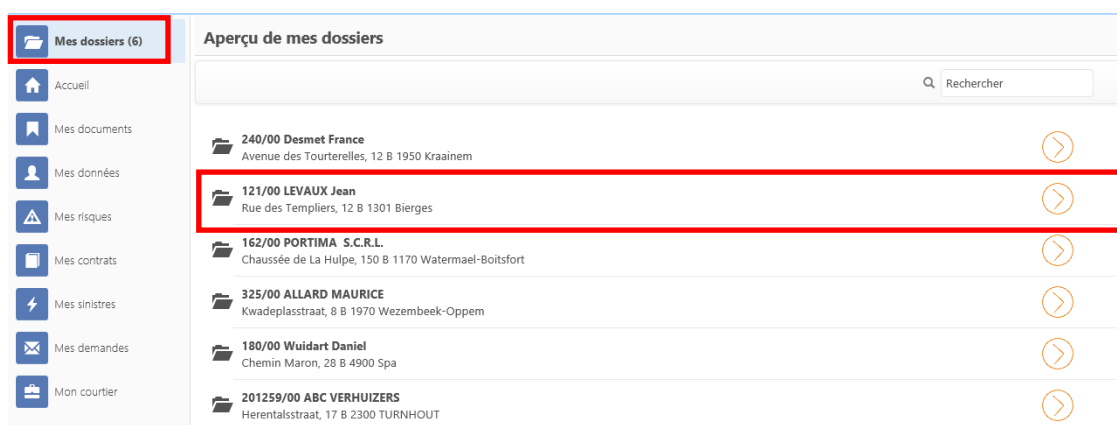 Mes dossiers (6)
Accueil
Mes documents
Mes données
Mes risques
Mes contrats
Mes sinistres
Mes demandes
Mon courtier
Aperçu de mes dossiers
Rechercher
240/00 Desmet France
Avenue des Tourterelles, 12 B 1950 Kraainem
121/00 LEVAUX Jean
Rue des Templiers, 12 B 1301 Bierges
162/00 PORTIMA S.C.R.L.
Chaussée de La Hulpe, 150 B 1170 Watermael-Boitsfort
325/00 ALLARD MAURICE
Kwadeplasstraat, 8 B 1970 Wezembeek-Oppem
180/00 Wuidart Daniel
Chemin Maron, 28 B 4900 Spa
201259/00 ABC VERHUIZERS
Herentalsstraat, 17 B 2300 TURNHOUT